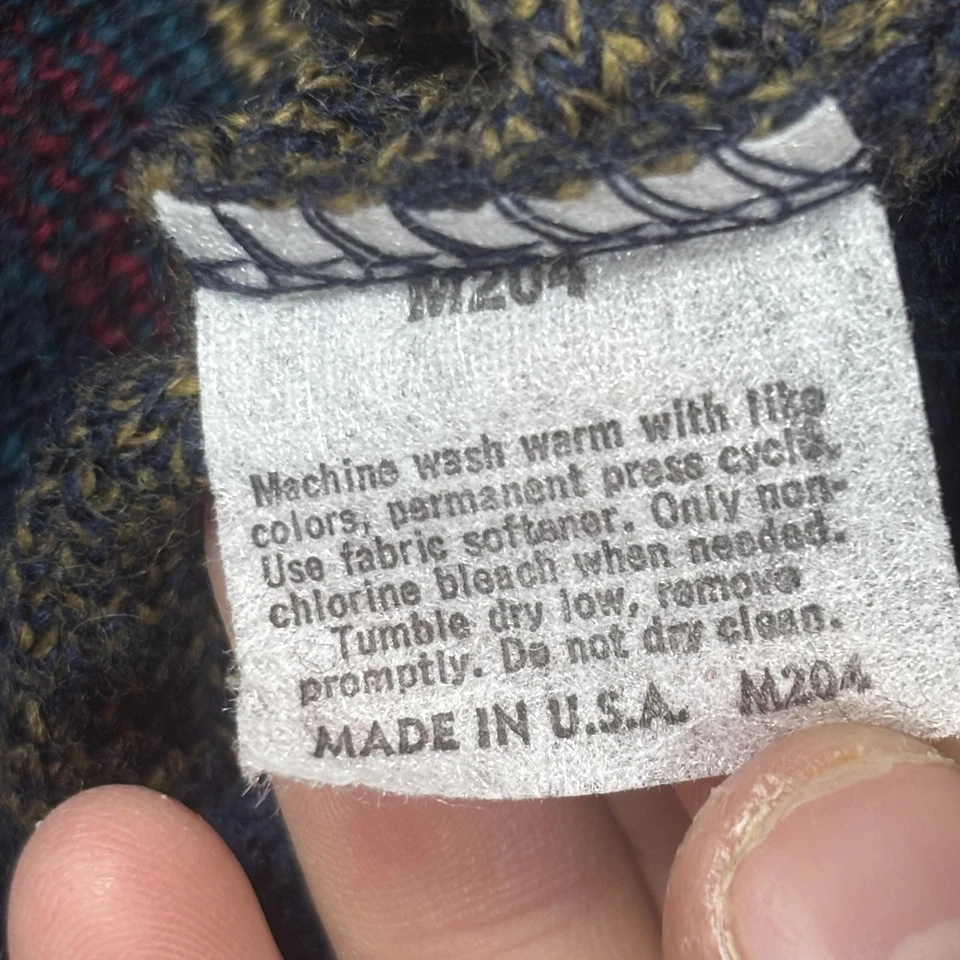 M204
Machine wash warm with like
colors, permanent press cycle.
Use fabric softener. Only non-
chlorine bleach when needed.
Tumble dry low, remove
promptly. Do not dry clean.
MADE IN U.S.A. M204